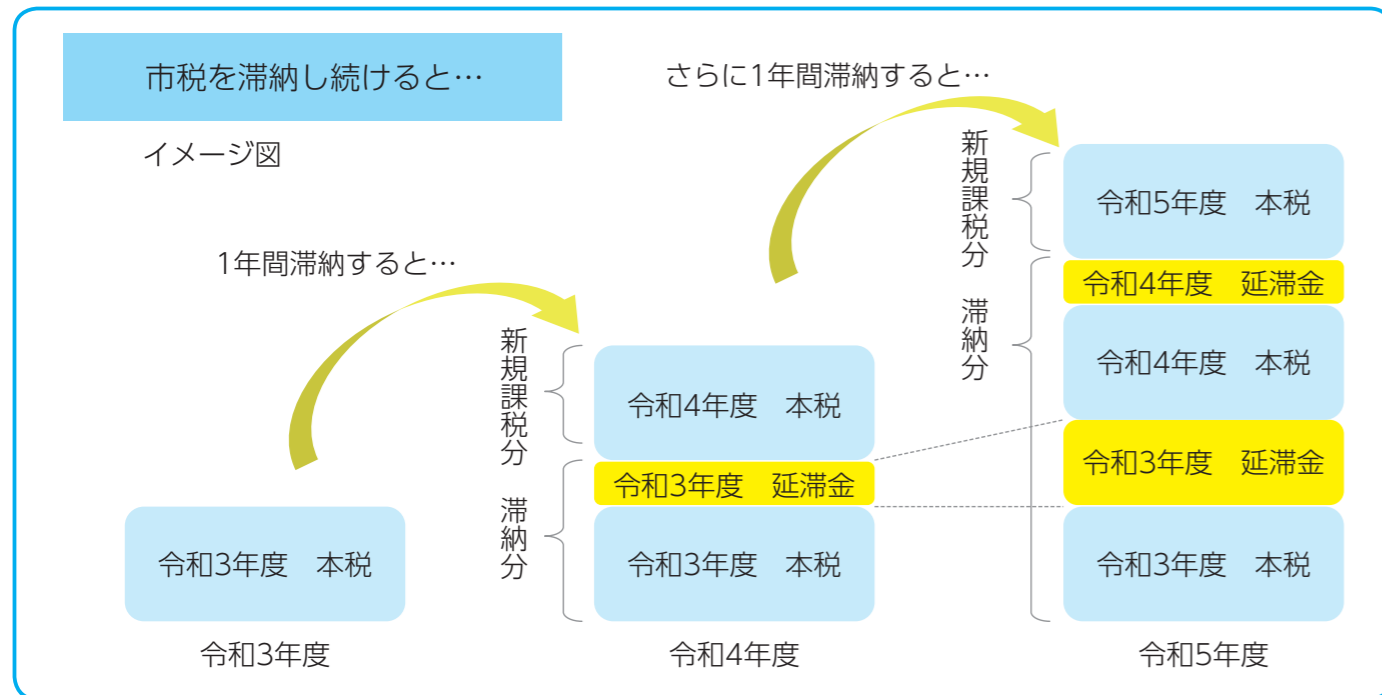 市税を滞納し続けると…
イメージ図
1年間滞納すると…
さらに1年間滞納すると…
令和3年度　本税
令和3年度
新規課税分
滞納分
令和4年度　本税
令和3年度　延滞金
令和3年度　本税
令和4年度
新規課税分
滞納分
令和5年度　本税
令和4年度　延滞金
令和4年度　本税
令和3年度　延滞金
令和3年度　本税
令和5年度